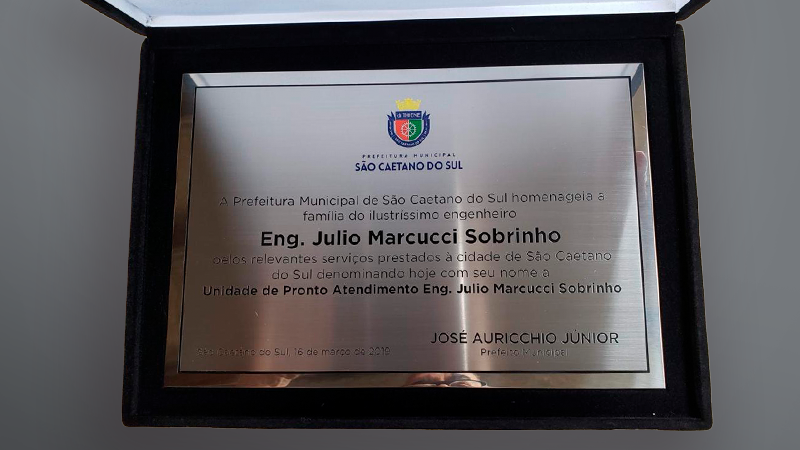 PREFEITURA MUNICIPAL
SÃO CAETANO DO SUL
A Prefeitura Municipal de São Caetano do Sul homenageia a
família do ilustríssimo engenheiro
Eng. Julio Marcucci Sobrinho
pelos relevantes serviços prestados à cidade de São Caetano
do Sul denominando hoje com seu nome a
Unidade de Pronto Atendimento Eng. Julio Marcucci Sobrinho
São Caetano do Sul, 16 de março de 2019
JOSÉ AURICCHIO JÚNIOR
Prefeito Municipal